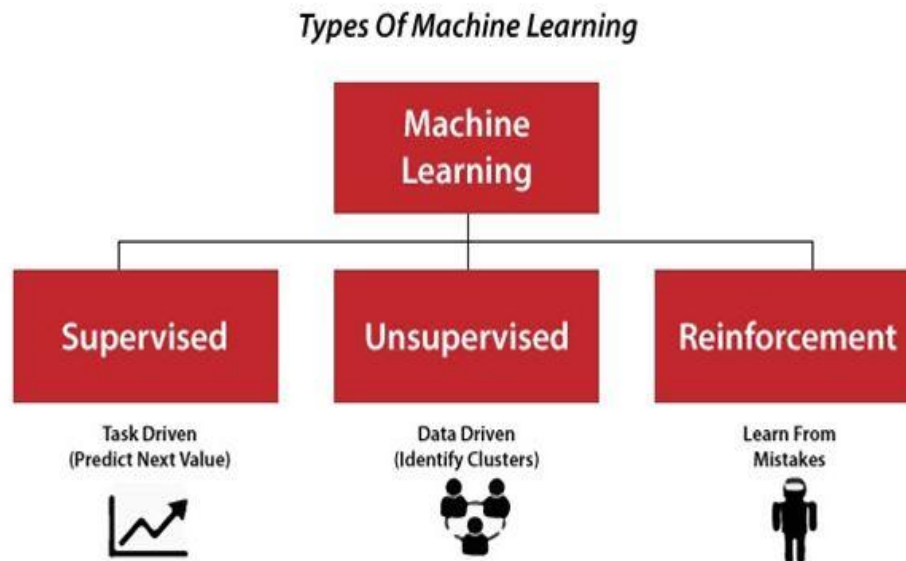 Types Of Machine Learning
Machine
Learning
Supervised
Unsupervised
Reinforcement
Task Driven
(Predict Next Value)
Data Driven
(Identify Clusters)
Learn From
Mistakes